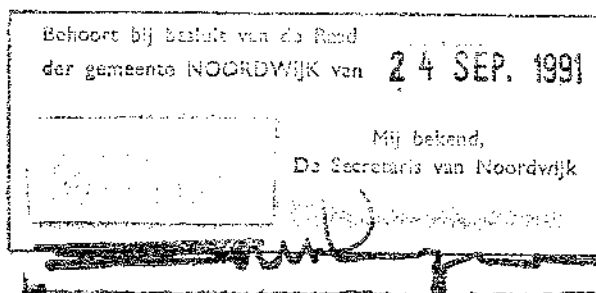 Behoort bij besluit van de Raad
der gemeente NOORDWIJK van 24 SEP. 1991
Mij bekend,
De Secretaris van Noordwijk